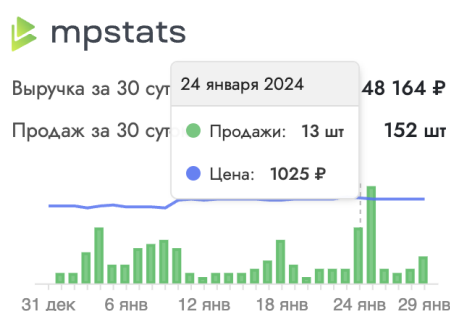 mpstats
Выручка за 30 сут 48 164 ₽
24 января 2024
Продаж за 30 суто 152 шт
Продажи: 13 шт
Цена: 1025 ₽
31 дек 6 янв 12 янв 18 янв 24 янв 29 янв